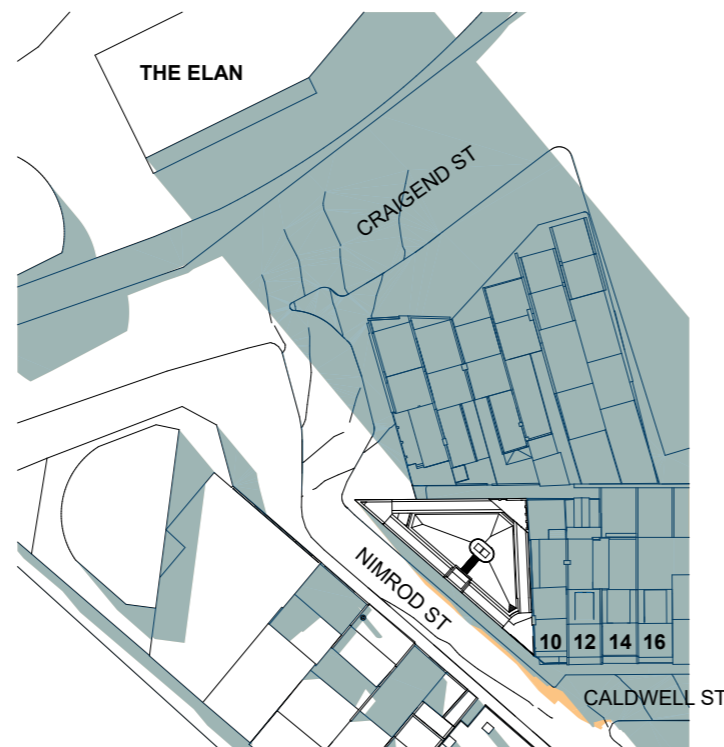 THE ELAN
CRAIGEND ST
NIMROD ST
10 12 14 16
CALDWELL ST